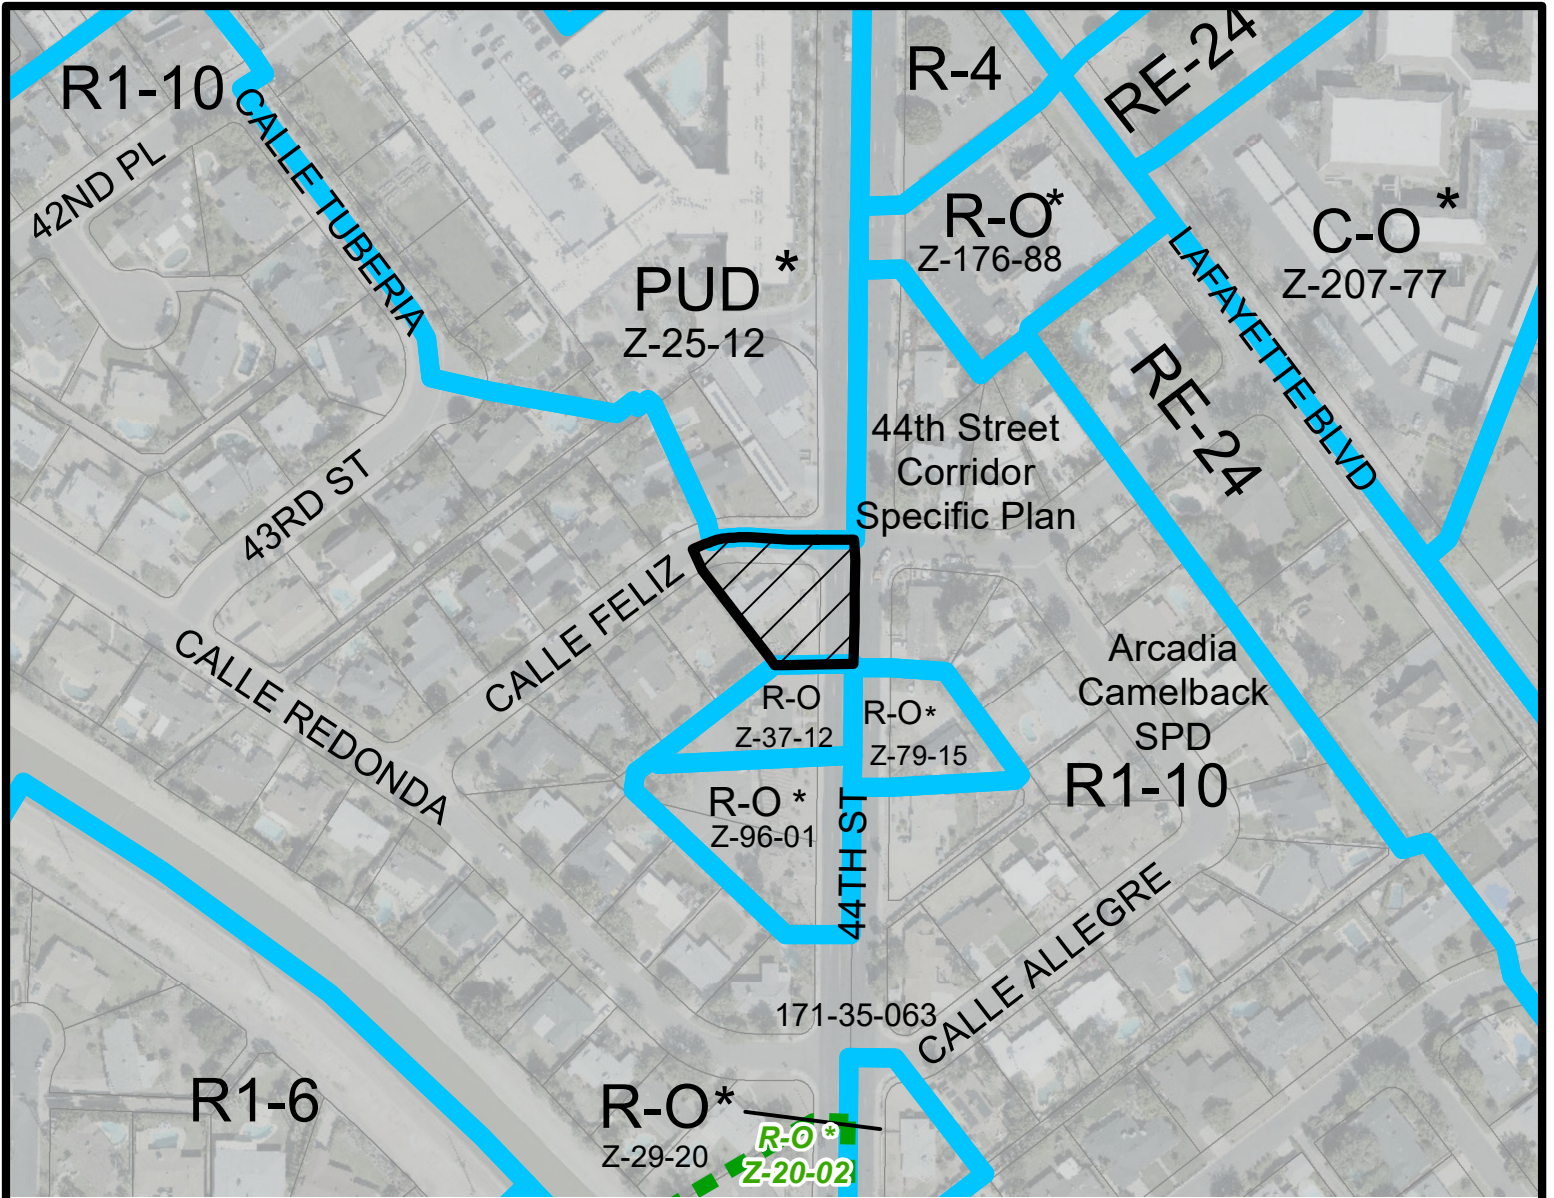 R1-10
CALLE TUBERIA
42ND PL
R-4
RE-24
R-O*
Z-176-88
C-O *
Z-207-77
PUD *
Z-25-12
LAFAYETTE BLVD
RE-24
44th Street
Corridor
Specific Plan
43RD ST
CALLE FELIZ
CALLE REDONDA
Arcadia
Camelback
SPD
R1-10
R-O
Z-37-12
R-O*
Z-79-15
R-O *
Z-96-01
44TH ST
CALLE ALLEGRE
171-35-063
R1-6
R-O*
Z-29-20
R-O *
Z-20-02